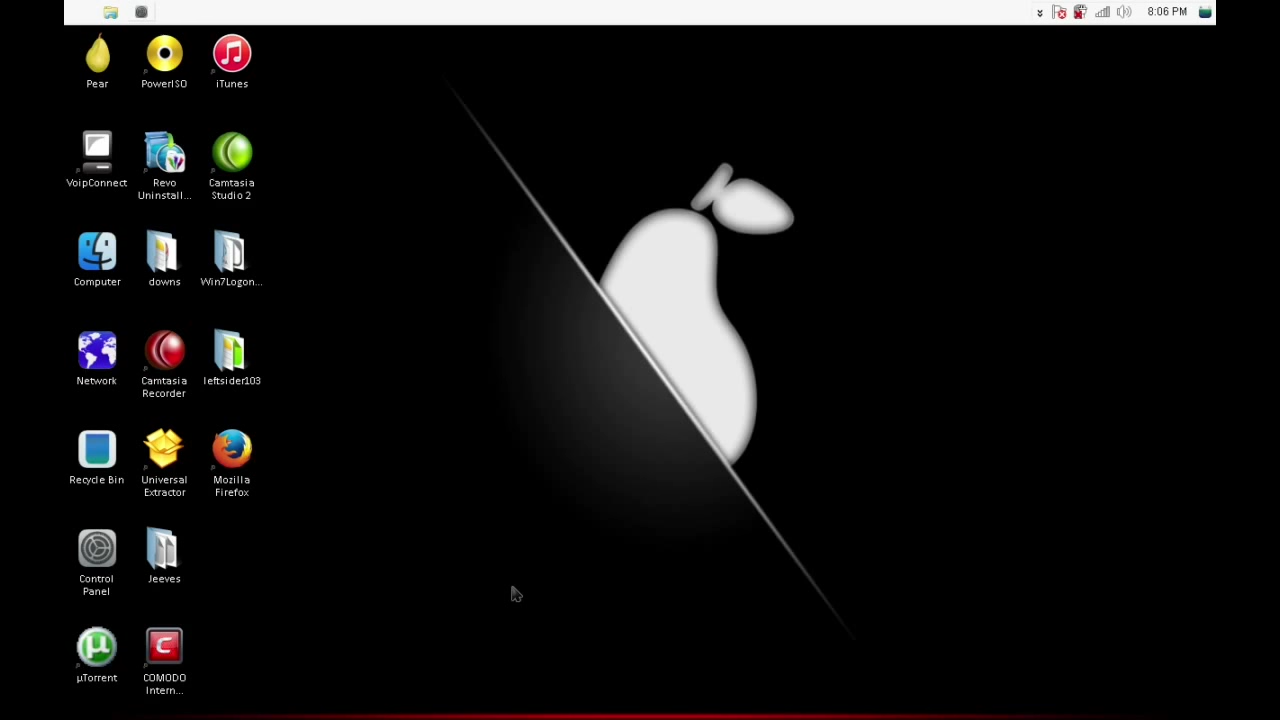 8:06 PM
Pear
PowerISO
iTunes
VoipConnect
Revo
Uninstall...
Camtasia
Studio 2
Computer
downs
Win7Logon...
Network
Camtasia
Recorder
leftsider103
Recycle Bin
Universal
Extractor
Mozilla
Firefox
Control
Panel
Jeeves
µTorrent
COMODO
Intern...